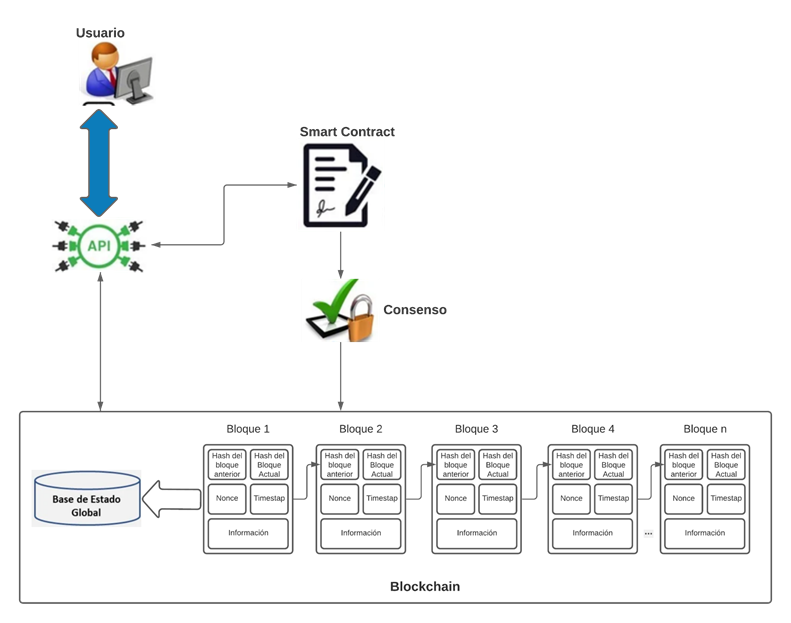 Usuario
Smart Contract
API
Consenso
Bloque 1
Bloque 2
Bloque 3
Bloque 4
Bloque n
Hash del
bloque
anterior
Hash del
Bloque
Actual
Nonce
Timestap
Información
Hash del
bloque
anterior
Hash del
Bloque
Actual
Nonce
Timestap
Información
Hash del
bloque
anterior
Hash del
Bloque
Actual
Nonce
Timestap
Información
Hash del
bloque
anterior
Hash del
Bloque
Actual
Nonce
Timestap
Información
...
Hash del
bloque
anterior
Hash del
Bloque
Actual
Nonce
Timestap
Información
Base de Estado
Global
Blockchain